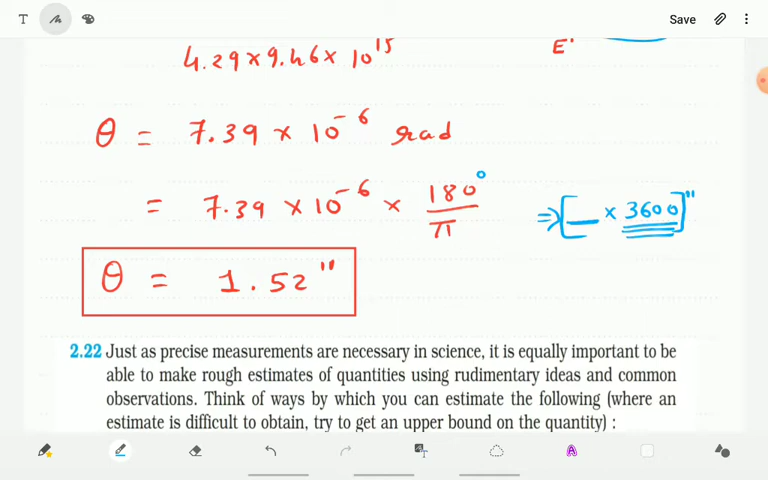 T Save
4.29×9.46×10¹⁵ E'
θ = 7.39 × 10⁻⁶ rad
= 7.39 × 10⁻⁶ × 180°/π ⇒[__ × 3600]"
θ = 1.52"
2.22 Just as precise measurements are necessary in science, it is equally important to be
able to make rough estimates of quantities using rudimentary ideas and common
observations. Think of ways by which you can estimate the following (where an
estimate is difficult to obtain, try to get an upper bound on the quantity) :